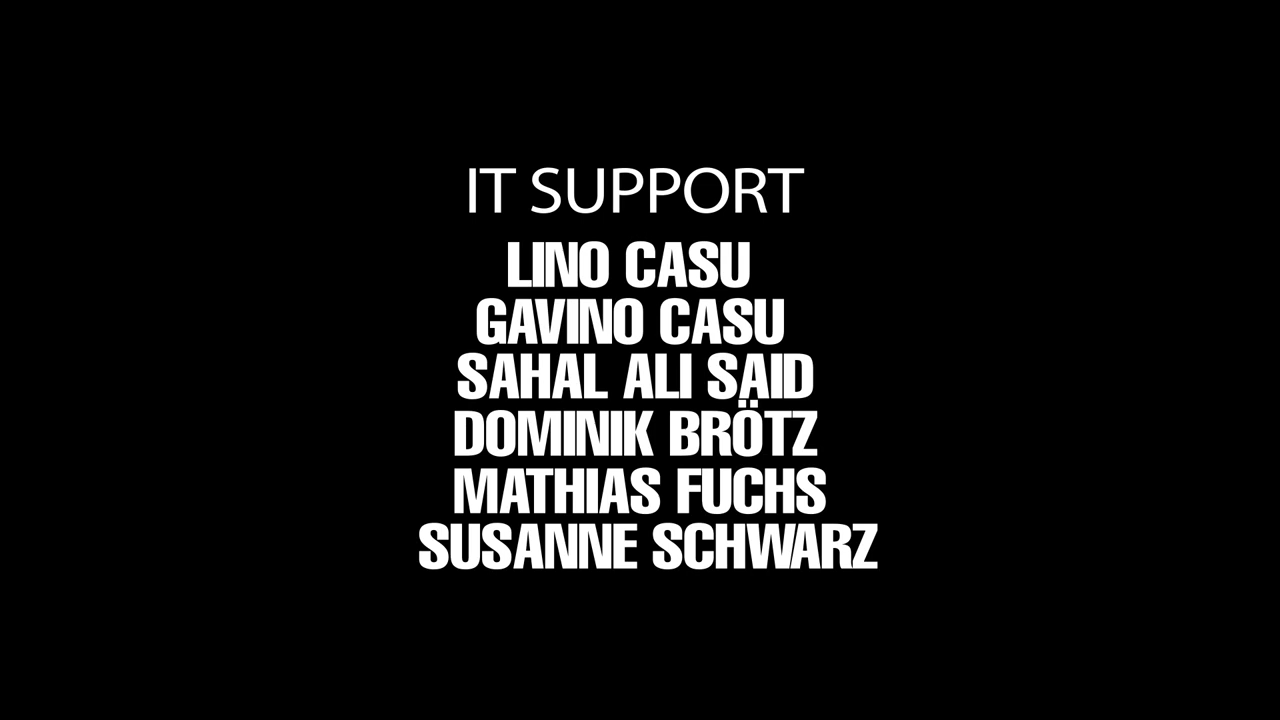 IT SUPPORT
LINO CASU
GAVINO CASU
SAHAL ALI SAID
DOMINIK BRÖTZ
MATHIAS FUCHS
SUSANNE SCHWARZ